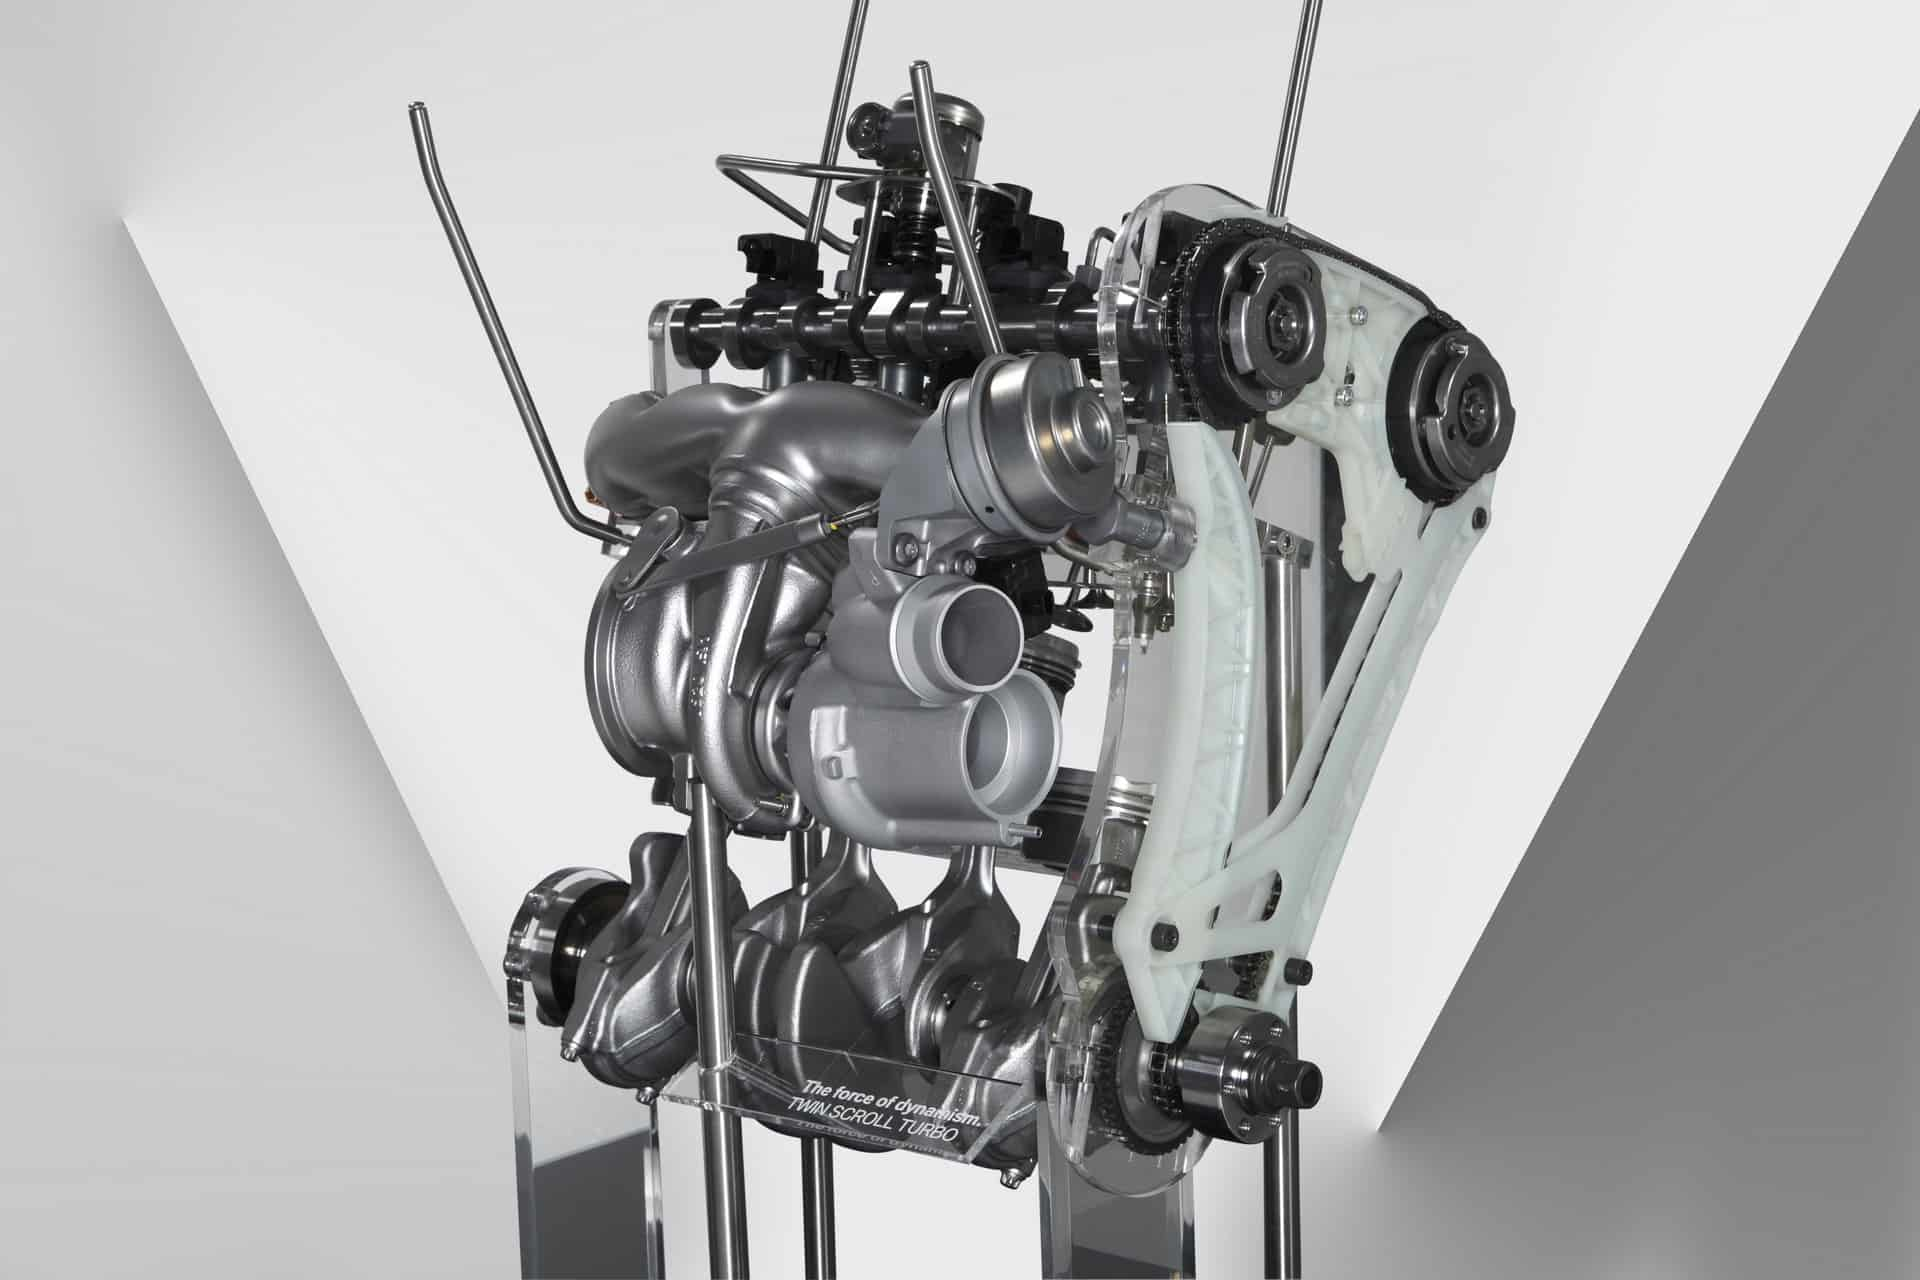 The force of dynamism.
TWIN SCROLL TURBO